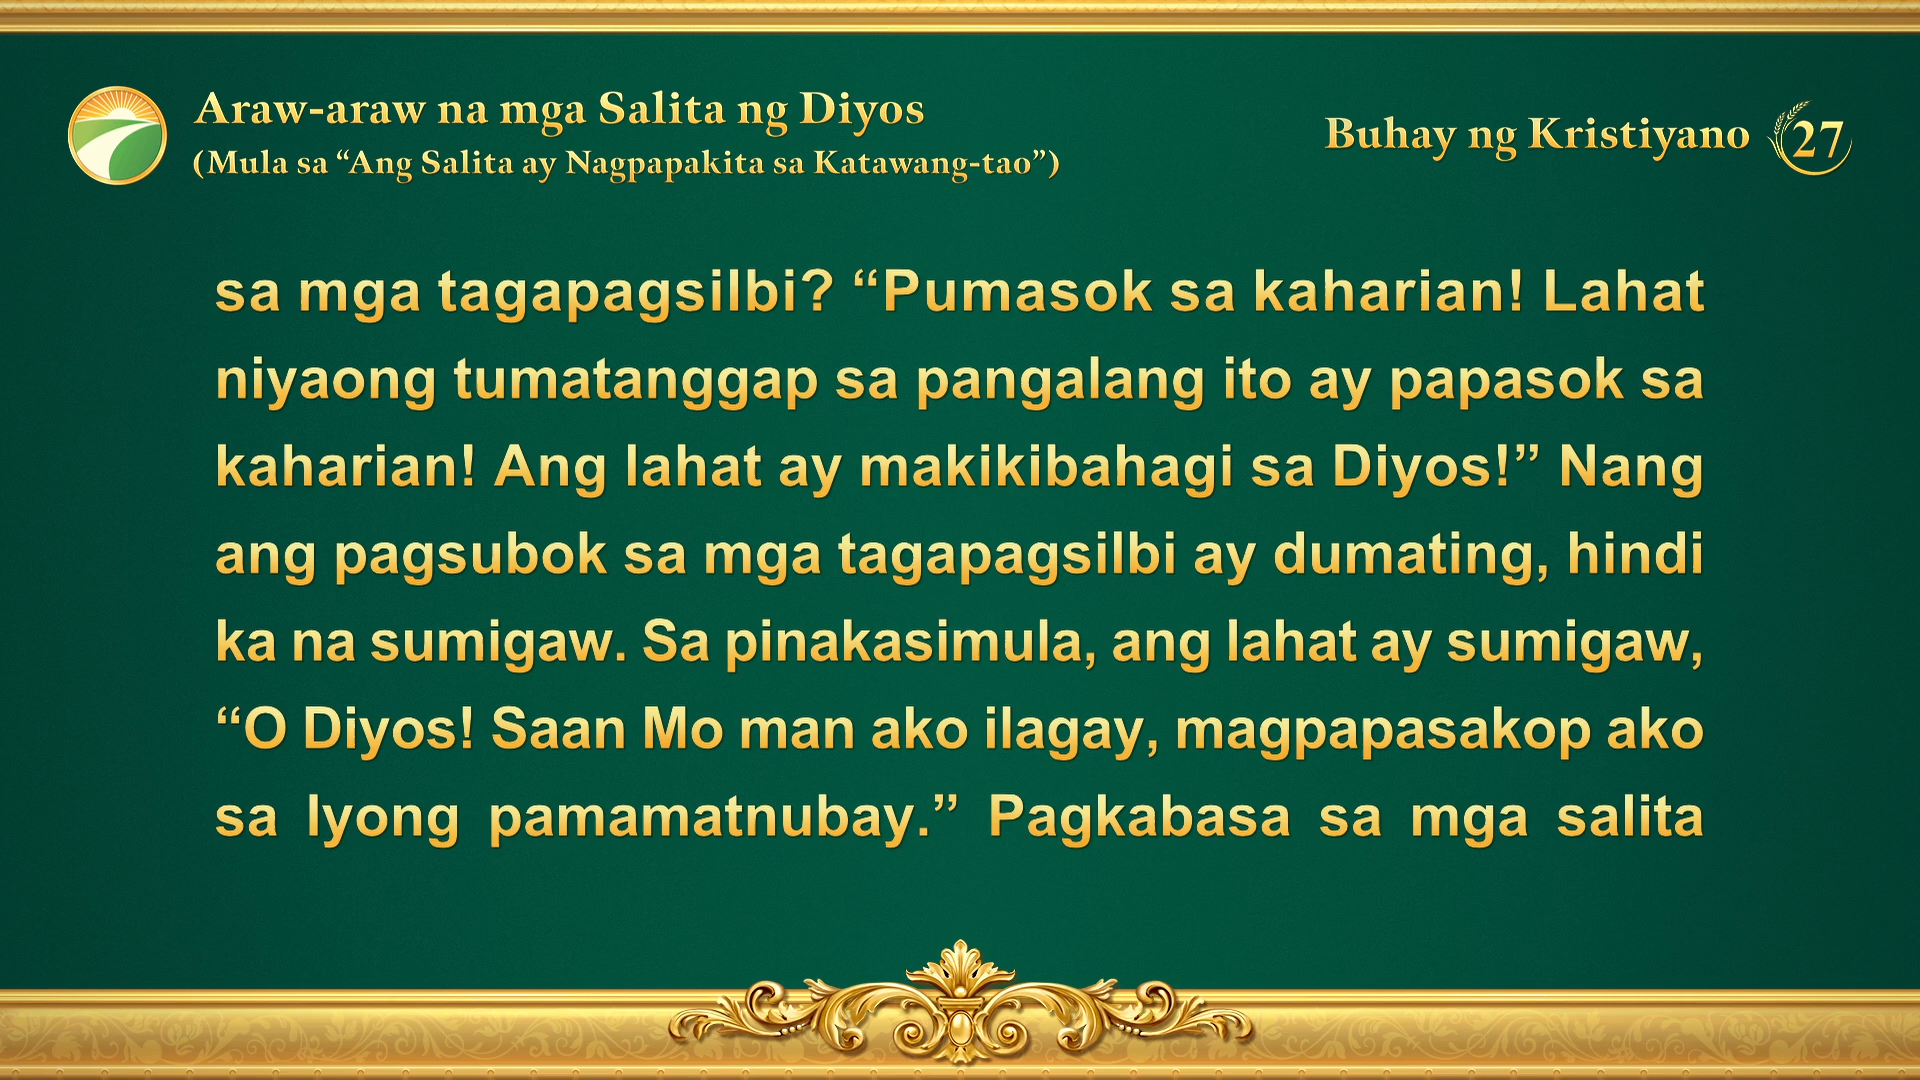 Araw-araw na mga Salita ng Diyos
(Mula sa “Ang Salita ay Nagpapakita sa Katawang-tao”)
Buhay ng Kristiyano 27
sa mga tagapagsilbi? “Pumasok sa kaharian! Lahat
niyaong tumatanggap sa pangalang ito ay papasok sa
kaharian! Ang lahat ay makikibahagi sa Diyos!” Nang
ang pagsubok sa mga tagapagsilbi ay dumating, hindi
ka na sumigaw. Sa pinakasimula, ang lahat ay sumigaw,
“O Diyos! Saan Mo man ako ilagay, magpapasakop ako
sa Iyong pamamatnubay.” Pagkabasa sa mga salita